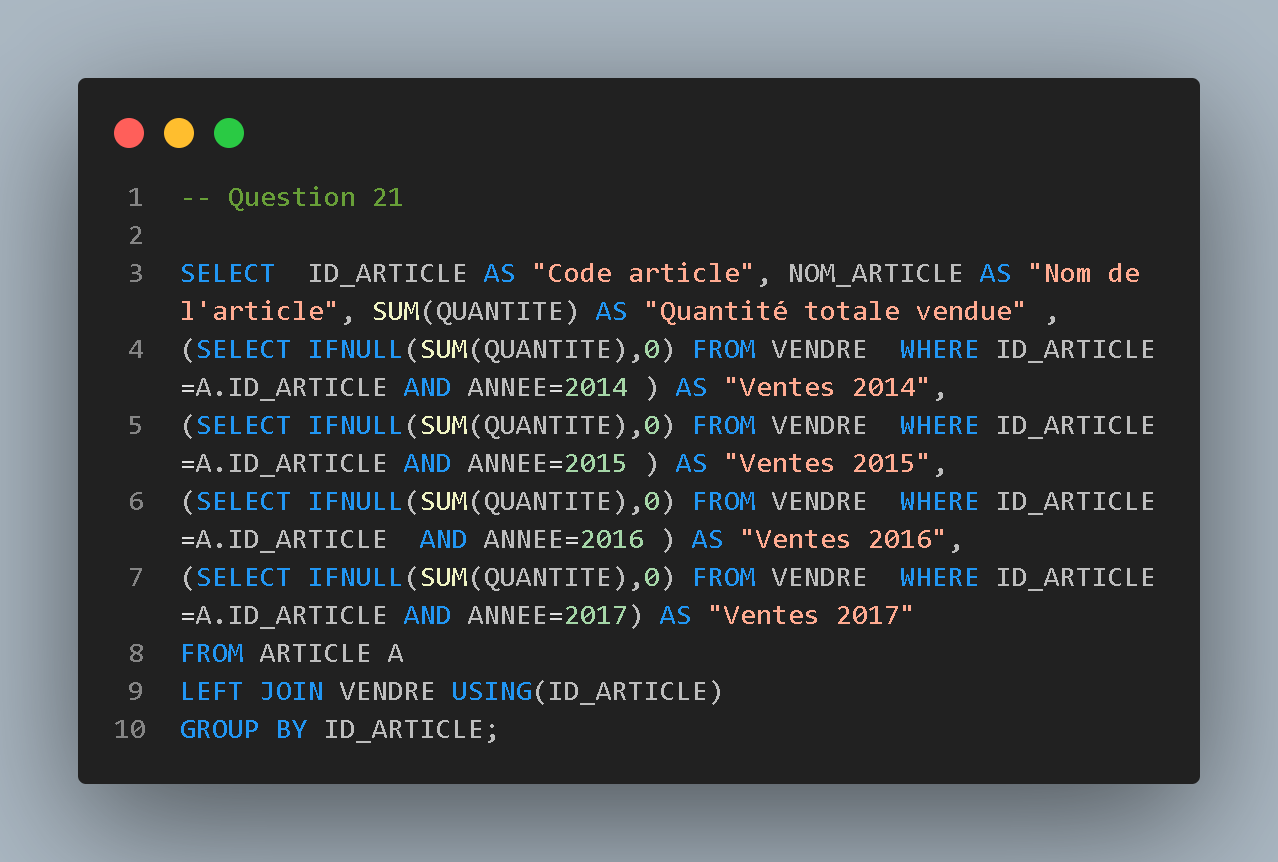 1 -- Question 21
2
3 SELECT  ID_ARTICLE AS "Code article", NOM_ARTICLE AS "Nom de
l'article", SUM(QUANTITE) AS "Quantité totale vendue" ,
4 (SELECT IFNULL(SUM(QUANTITE),0) FROM VENDRE  WHERE ID_ARTICLE
=A.ID_ARTICLE AND ANNEE=2014 ) AS "Ventes 2014",
5 (SELECT IFNULL(SUM(QUANTITE),0) FROM VENDRE  WHERE ID_ARTICLE
=A.ID_ARTICLE AND ANNEE=2015 ) AS "Ventes 2015",
6 (SELECT IFNULL(SUM(QUANTITE),0) FROM VENDRE  WHERE ID_ARTICLE
=A.ID_ARTICLE  AND ANNEE=2016 ) AS "Ventes 2016",
7 (SELECT IFNULL(SUM(QUANTITE),0) FROM VENDRE  WHERE ID_ARTICLE
=A.ID_ARTICLE AND ANNEE=2017) AS "Ventes 2017"
8 FROM ARTICLE A
9 LEFT JOIN VENDRE USING(ID_ARTICLE)
10 GROUP BY ID_ARTICLE;